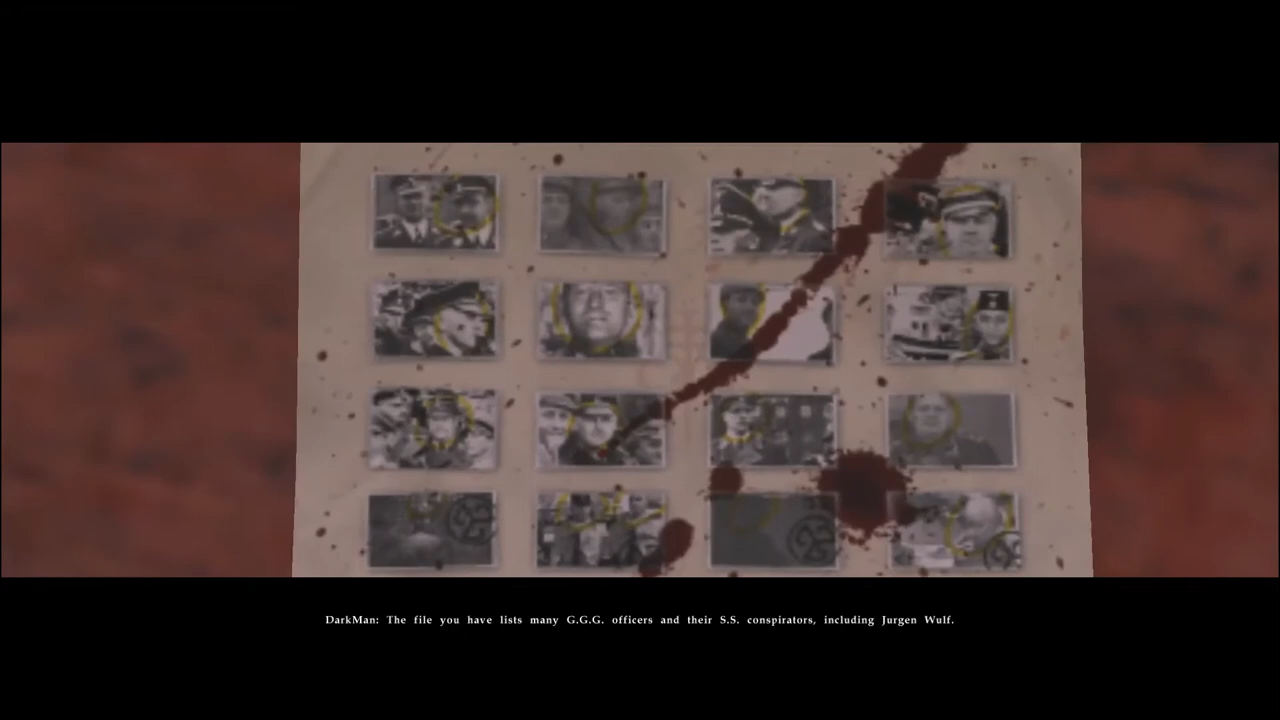 DarkMan: The file you have lists many G.G.G. officers and their S.S. conspirators, including Jurgen Wulf.